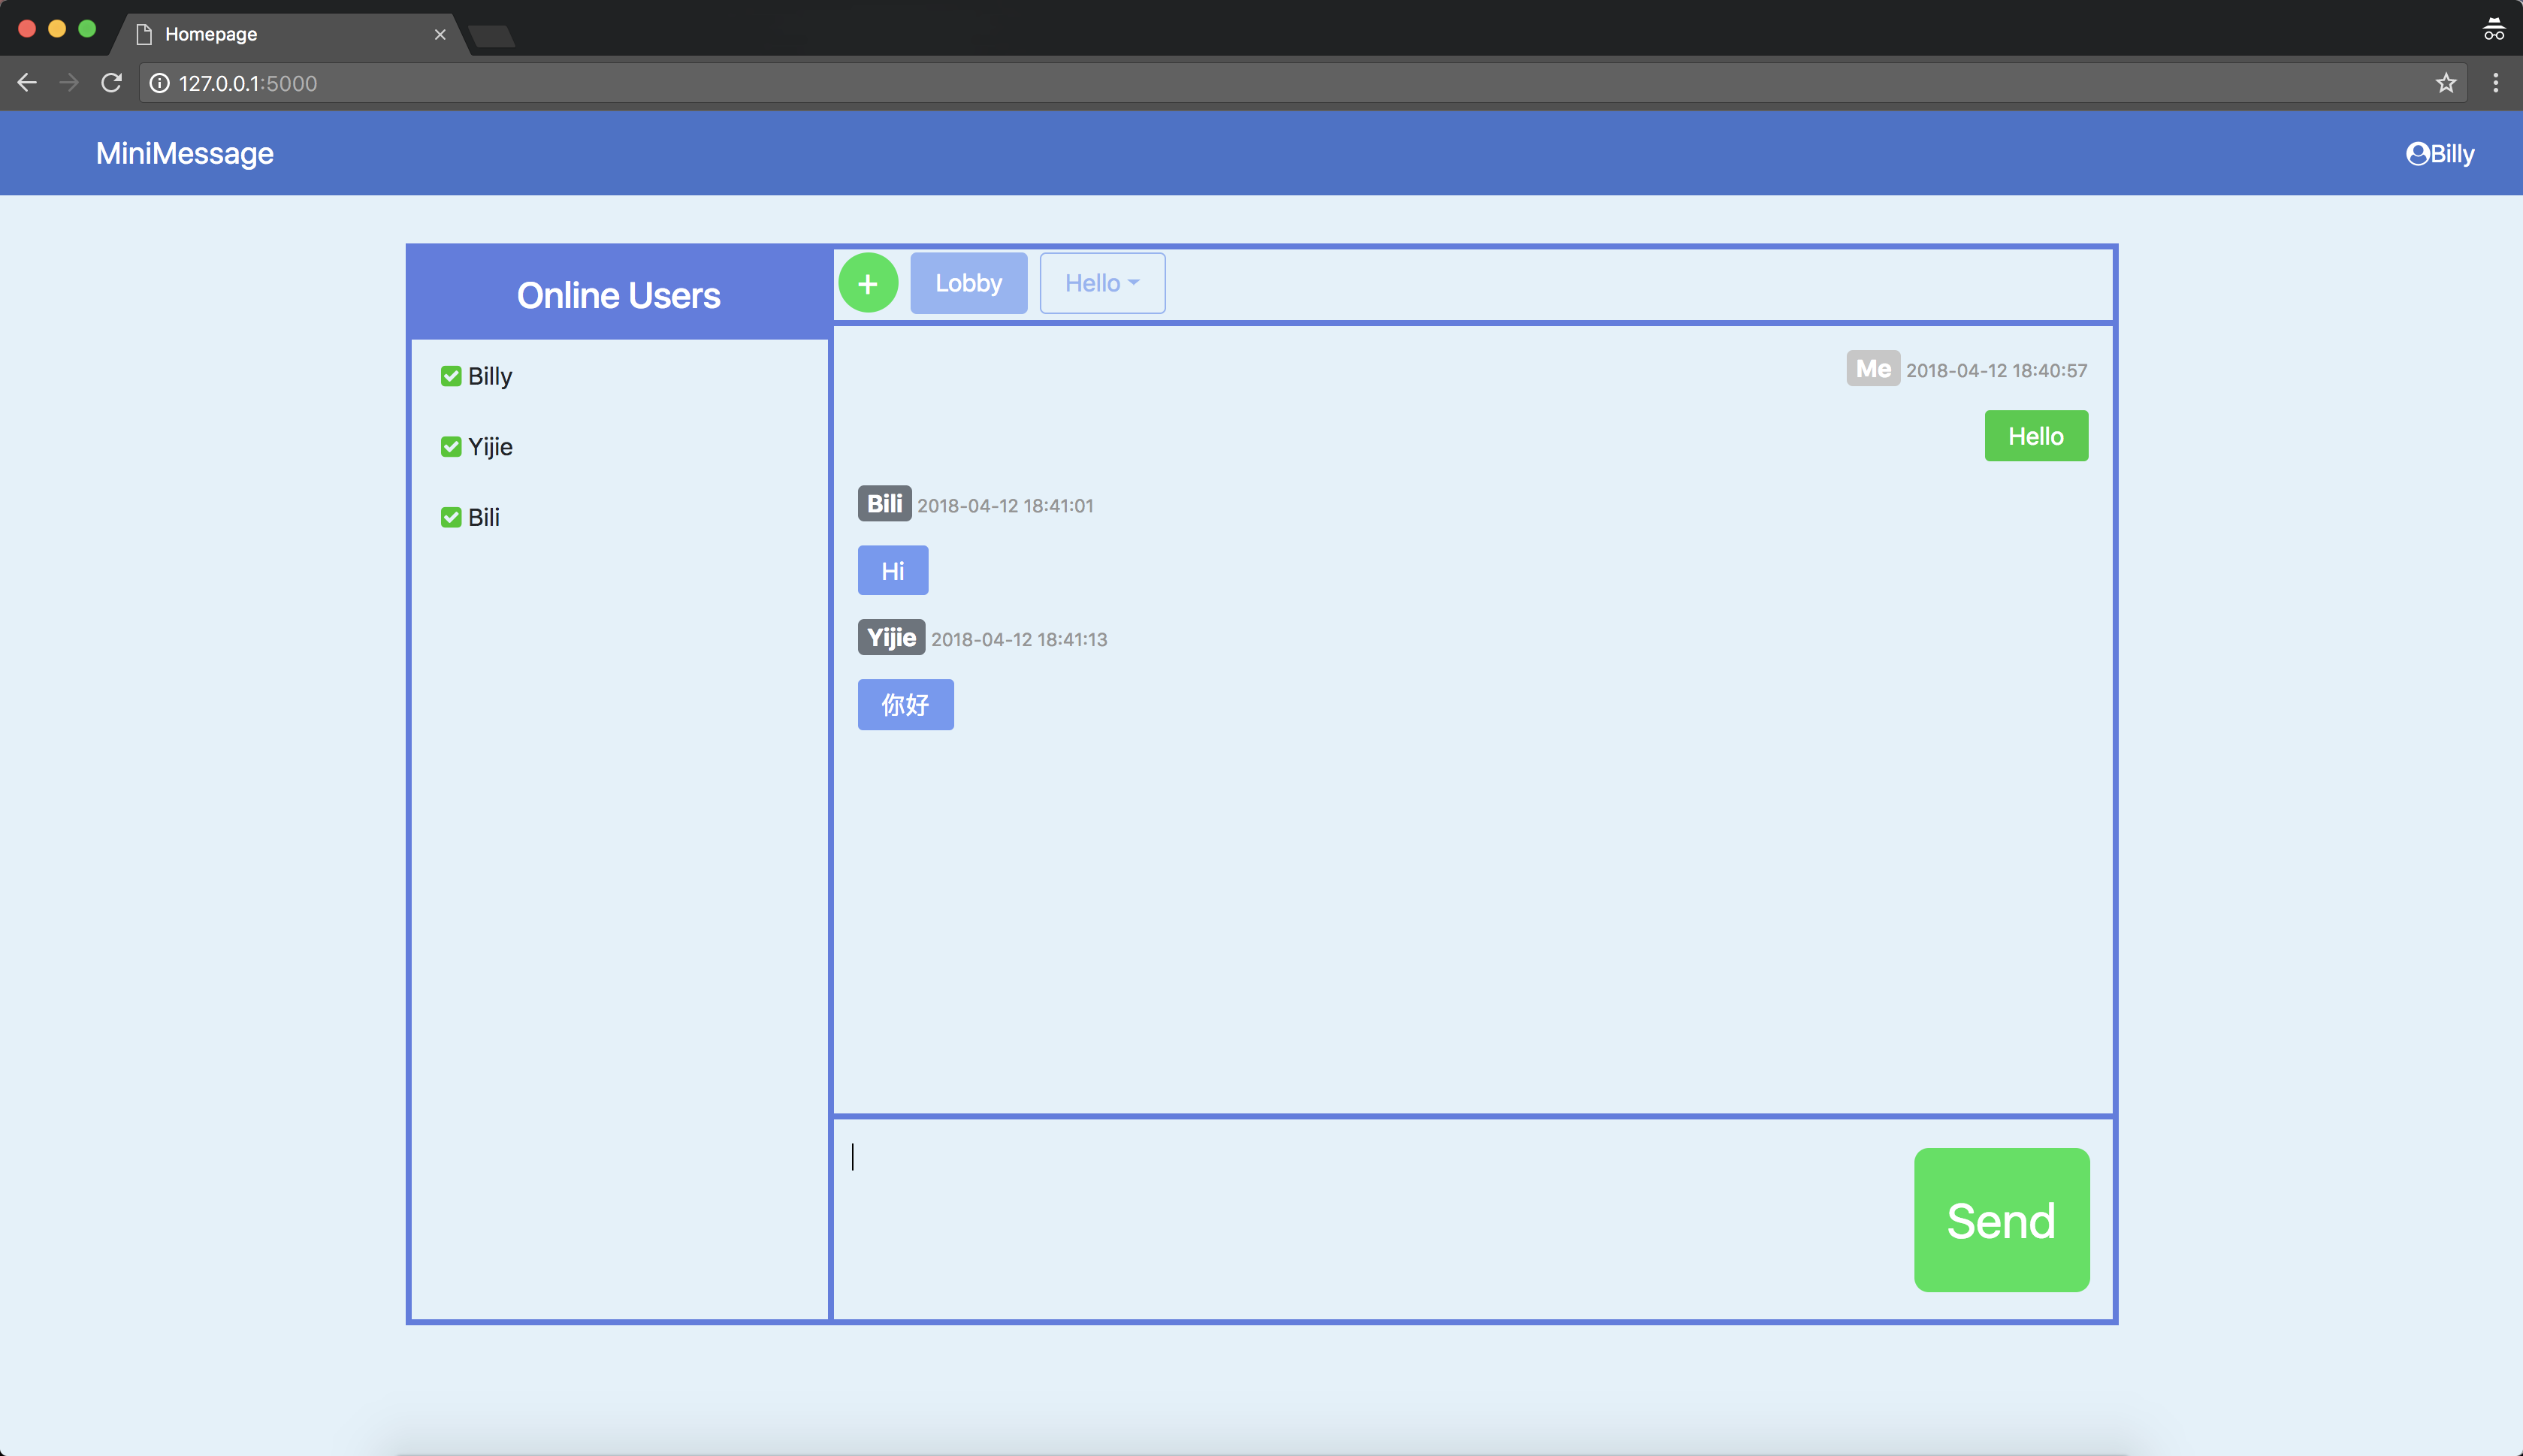 Homepage
127.0.0.1:5000
MiniMessage
Billy
Online Users
Billy
Yijie
Bili
+ Lobby Hello
Me 2018-04-12 18:40:57
Hello
Bili 2018-04-12 18:41:01
Hi
Yijie 2018-04-12 18:41:13
你好
Send